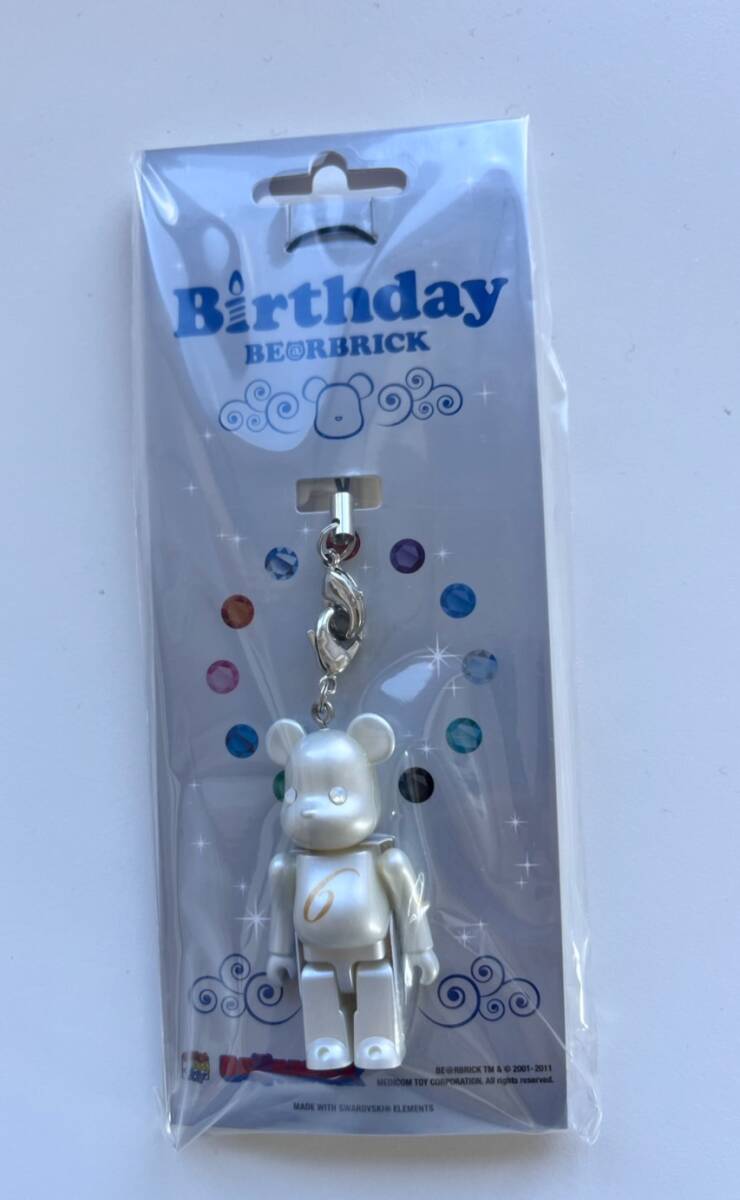 Birthday
BE@RBRICK
6
BE@RBRICK TM & © 2001-2011
MEDICOM TOY CORPORATION. All rights reserved.
MADE WITH SWAROVSKI® ELEMENTS